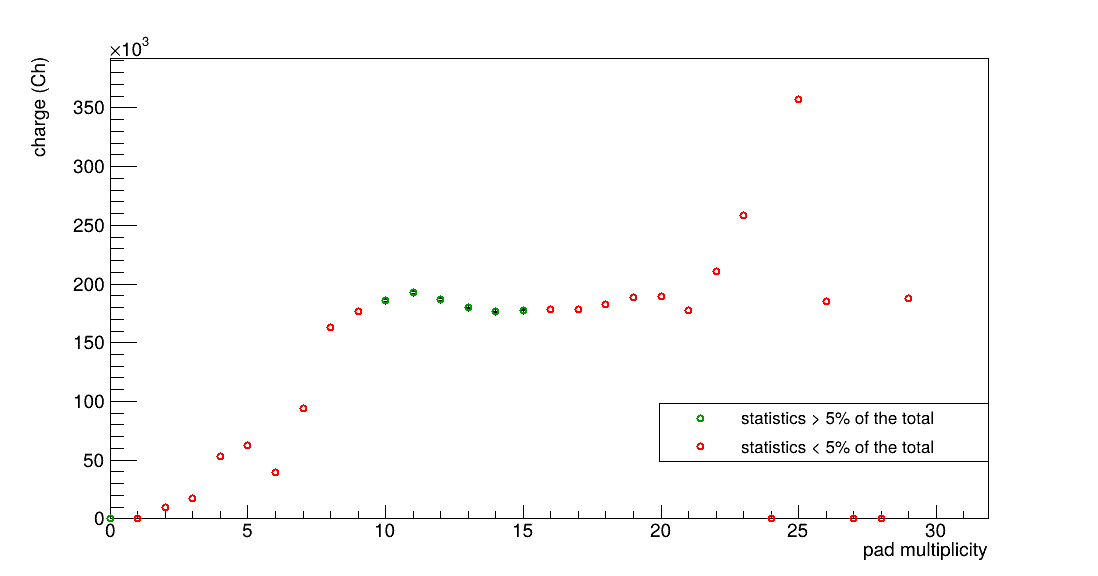 ×10³
charge (Ch)
350
300
250
200
150
100
50
0
0 5 10 15 20 25 30
pad multiplicity
statistics > 5% of the total
statistics < 5% of the total